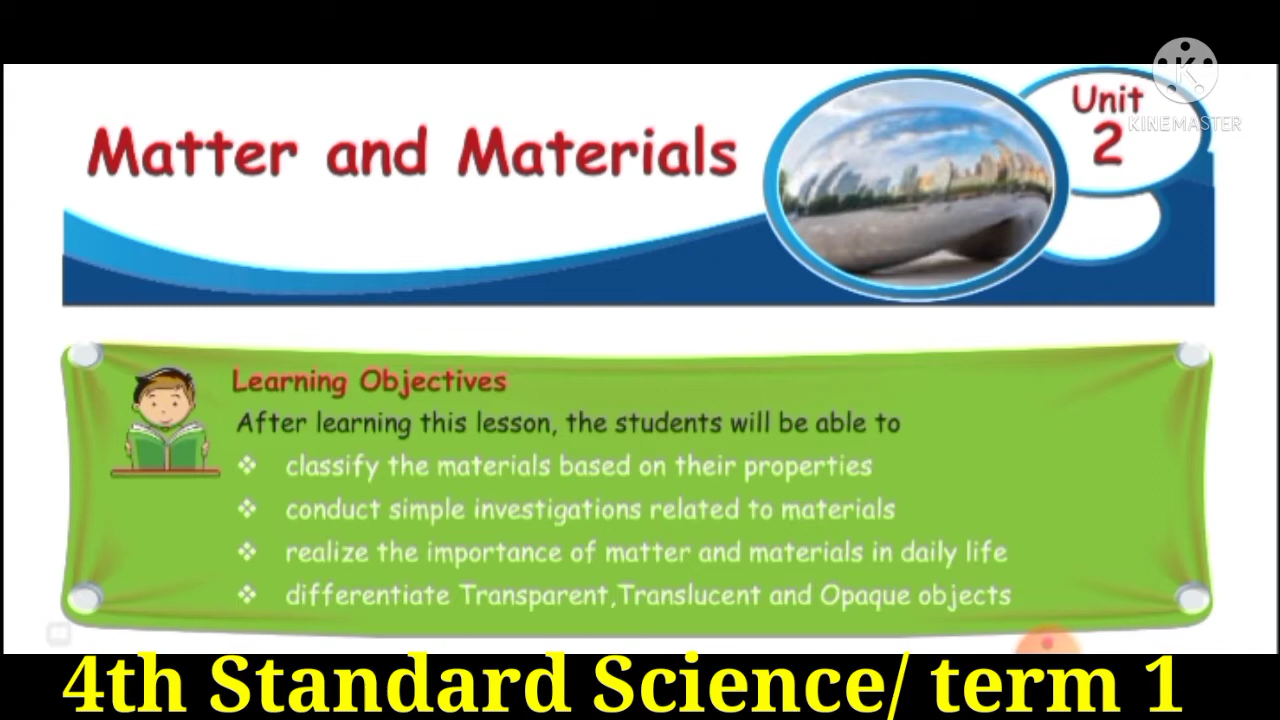 Unit
2
KINEMASTER
Matter and Materials
Learning Objectives
After learning this lesson, the students will be able to
❖ classify the materials based on their properties
❖ conduct simple investigations related to materials
❖ realize the importance of matter and materials in daily life
❖ differentiate Transparent,Translucent and Opaque objects
4th Standard Science/ term 1